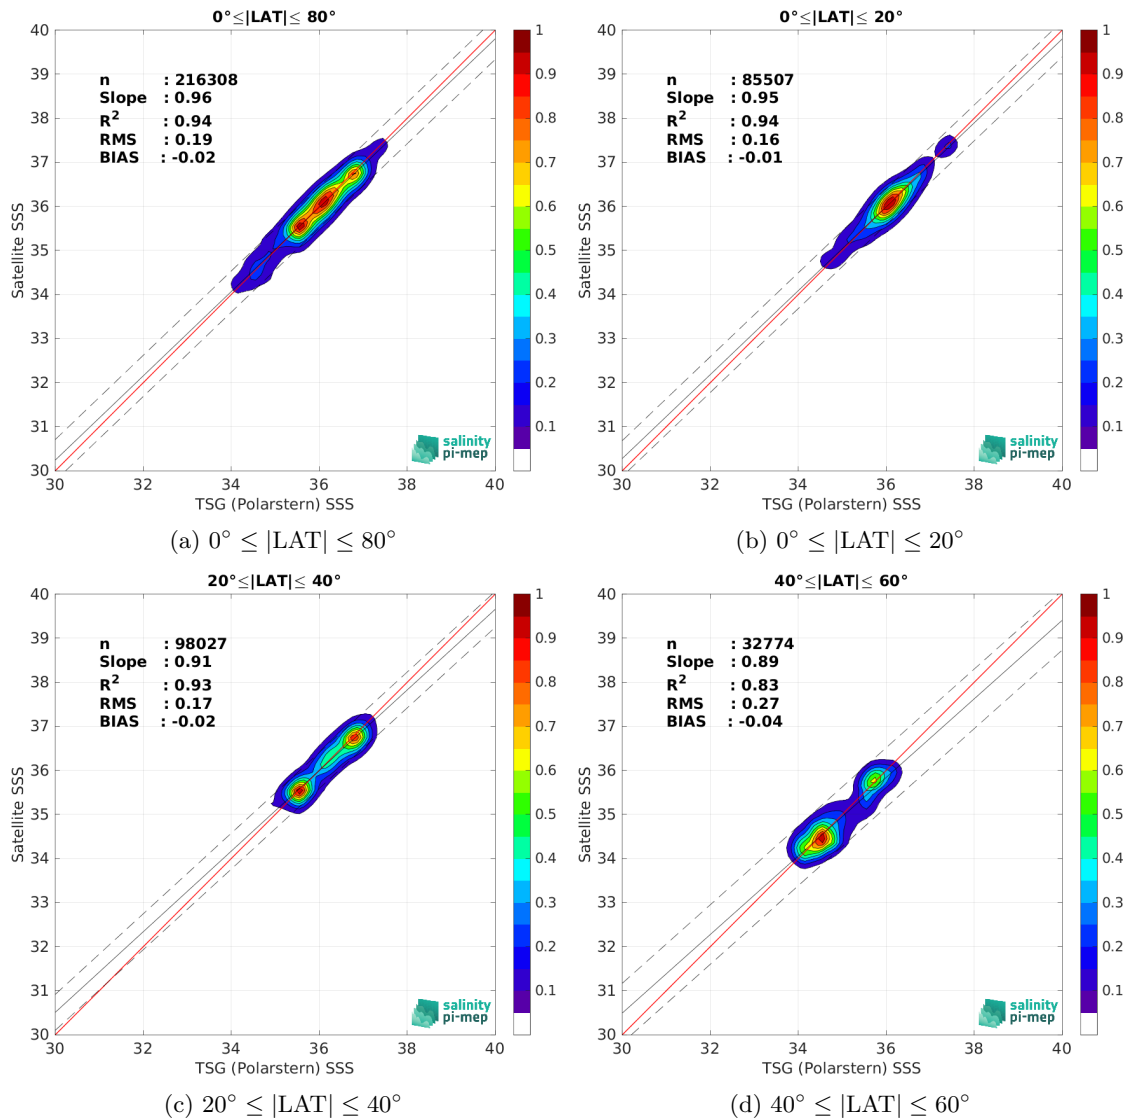 0°≤|LAT|≤ 80°
n : 216308
Slope : 0.96
R² : 0.94
RMS : 0.19
BIAS : -0.02
40
39
38
37
36
35
34
33
32
31
30
30 32 34 36 38 40
Satellite SSS
TSG (Polarstern) SSS
1
0.9
0.8
0.7
0.6
0.5
0.4
0.3
0.2
0.1
salinity
pi-mep
(a) 0° ≤ |LAT| ≤ 80°
0°≤|LAT|≤ 20°
n : 85507
Slope : 0.95
R² : 0.94
RMS : 0.16
BIAS : -0.01
40
39
38
37
36
35
34
33
32
31
30
30 32 34 36 38 40
Satellite SSS
TSG (Polarstern) SSS
1
0.9
0.8
0.7
0.6
0.5
0.4
0.3
0.2
0.1
salinity
pi-mep
(b) 0° ≤ |LAT| ≤ 20°
20°≤|LAT|≤ 40°
n : 98027
Slope : 0.91
R² : 0.93
RMS : 0.17
BIAS : -0.02
40
39
38
37
36
35
34
33
32
31
30
30 32 34 36 38 40
Satellite SSS
TSG (Polarstern) SSS
1
0.9
0.8
0.7
0.6
0.5
0.4
0.3
0.2
0.1
salinity
pi-mep
(c) 20° ≤ |LAT| ≤ 40°
40°≤|LAT|≤ 60°
n : 32774
Slope : 0.89
R² : 0.83
RMS : 0.27
BIAS : -0.04
40
39
38
37
36
35
34
33
32
31
30
30 32 34 36 38 40
Satellite SSS
TSG (Polarstern) SSS
1
0.9
0.8
0.7
0.6
0.5
0.4
0.3
0.2
0.1
salinity
pi-mep
(d) 40° ≤ |LAT| ≤ 60°